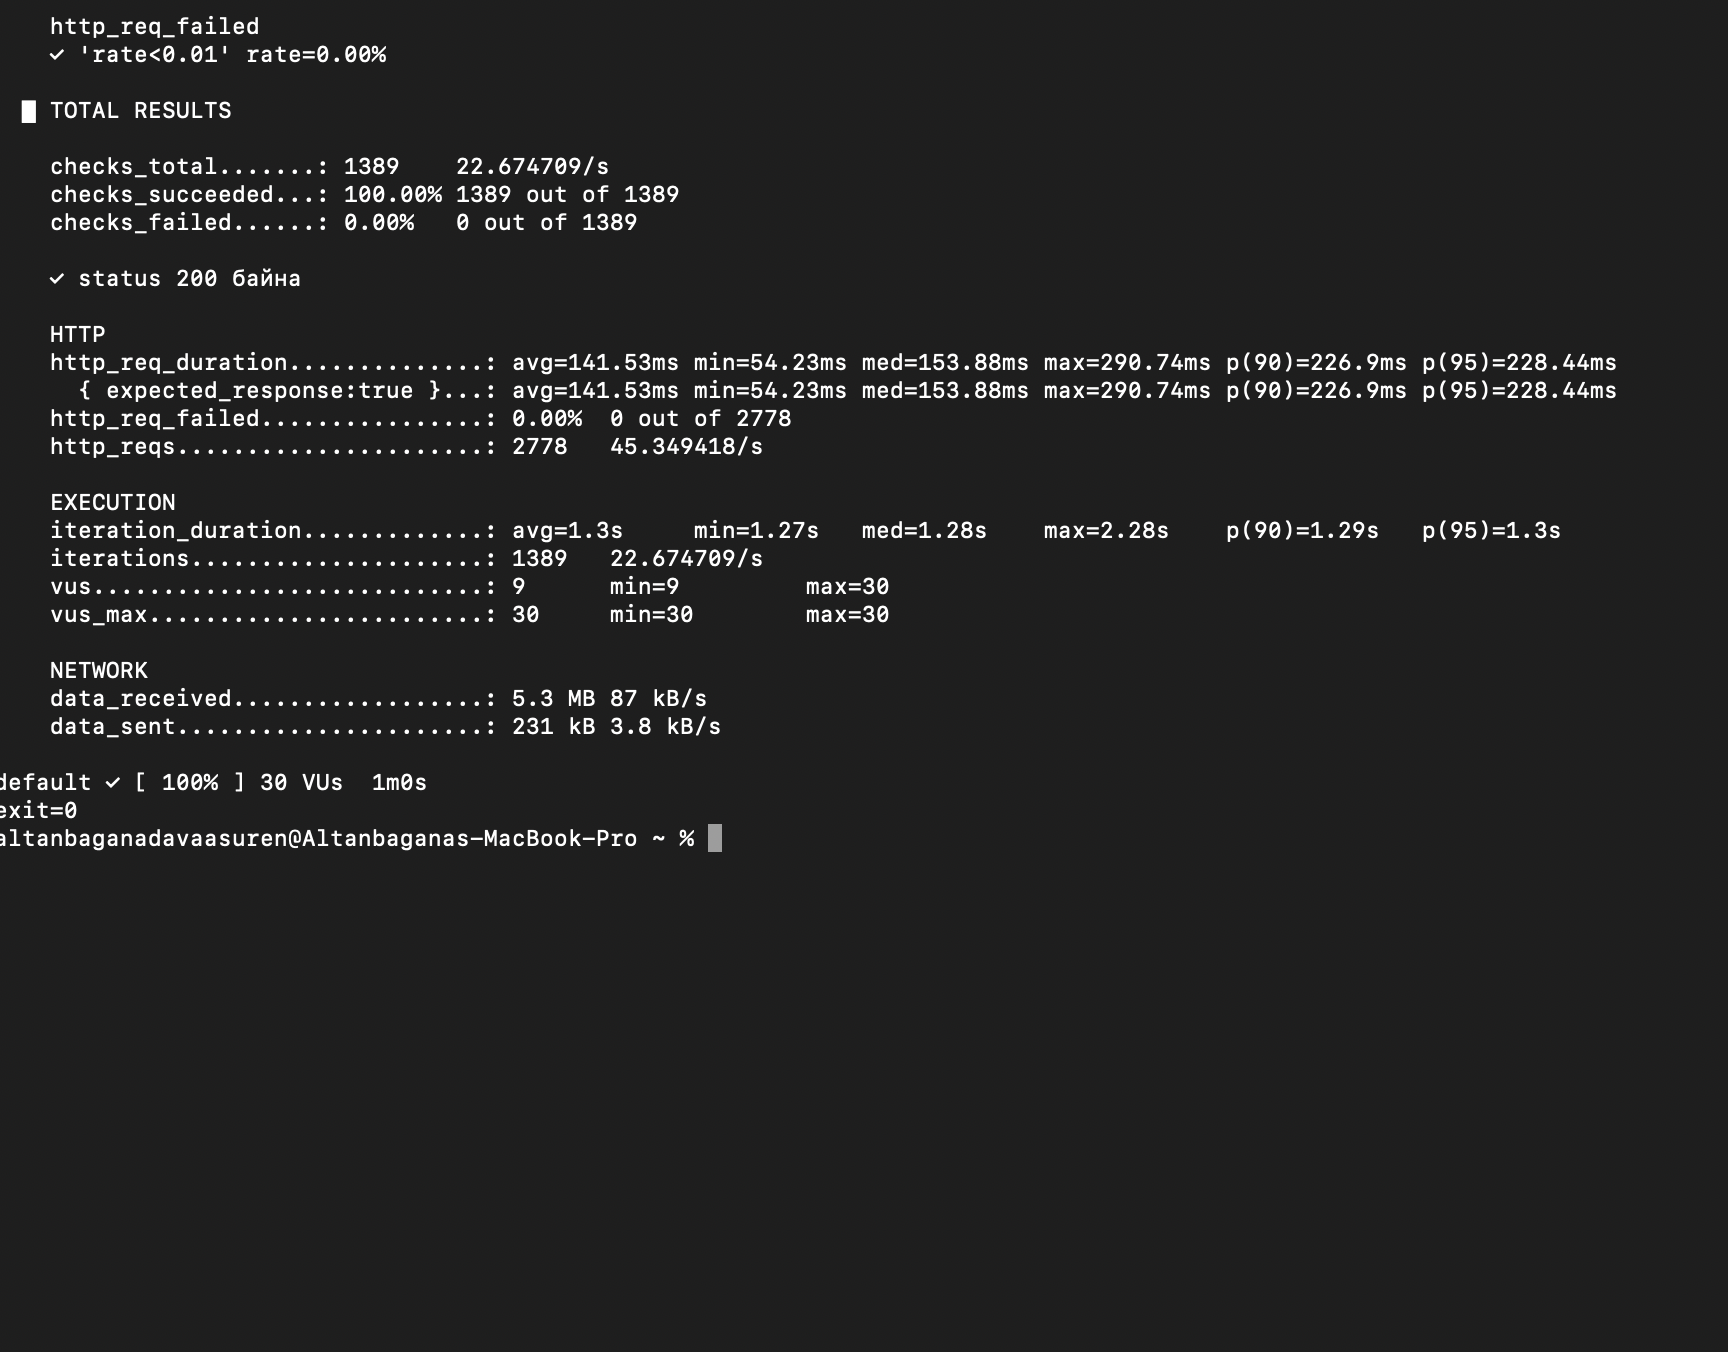 http_req_failed
✓ 'rate<0.01' rate=0.00%
█ TOTAL RESULTS
checks_total.......: 1389    22.674709/s
checks_succeeded...: 100.00% 1389 out of 1389
checks_failed......: 0.00%   0 out of 1389
✓ status 200 байна
HTTP
http_req_duration..............: avg=141.53ms min=54.23ms med=153.88ms max=290.74ms p(90)=226.9ms p(95)=228.44ms
{ expected_response:true }...: avg=141.53ms min=54.23ms med=153.88ms max=290.74ms p(90)=226.9ms p(95)=228.44ms
http_req_failed................: 0.00%  0 out of 2778
http_reqs......................: 2778   45.349418/s
EXECUTION
iteration_duration.............: avg=1.3s     min=1.27s   med=1.28s    max=2.28s    p(90)=1.29s   p(95)=1.3s
iterations.....................: 1389   22.674709/s
vus............................: 9      min=9         max=30
vus_max........................: 30     min=30        max=30
NETWORK
data_received..................: 5.3 MB 87 kB/s
data_sent......................: 231 kB 3.8 kB/s
default ✓ [ 100% ] 30 VUs  1m0s
exit=0
altanbaganadavaasuren@Altanbaganas-MacBook-Pro ~ %